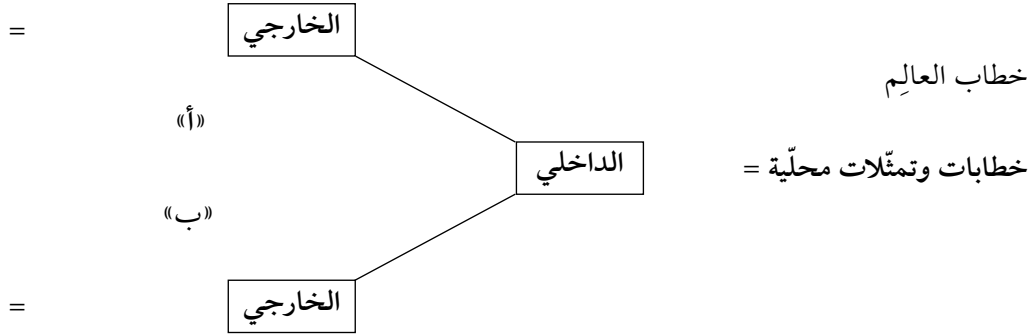 الخارجي =
خطاب العالِم
«أ»
خطابات وتمثّلات محلّية = الداخلي
«ب»
الخارجي =